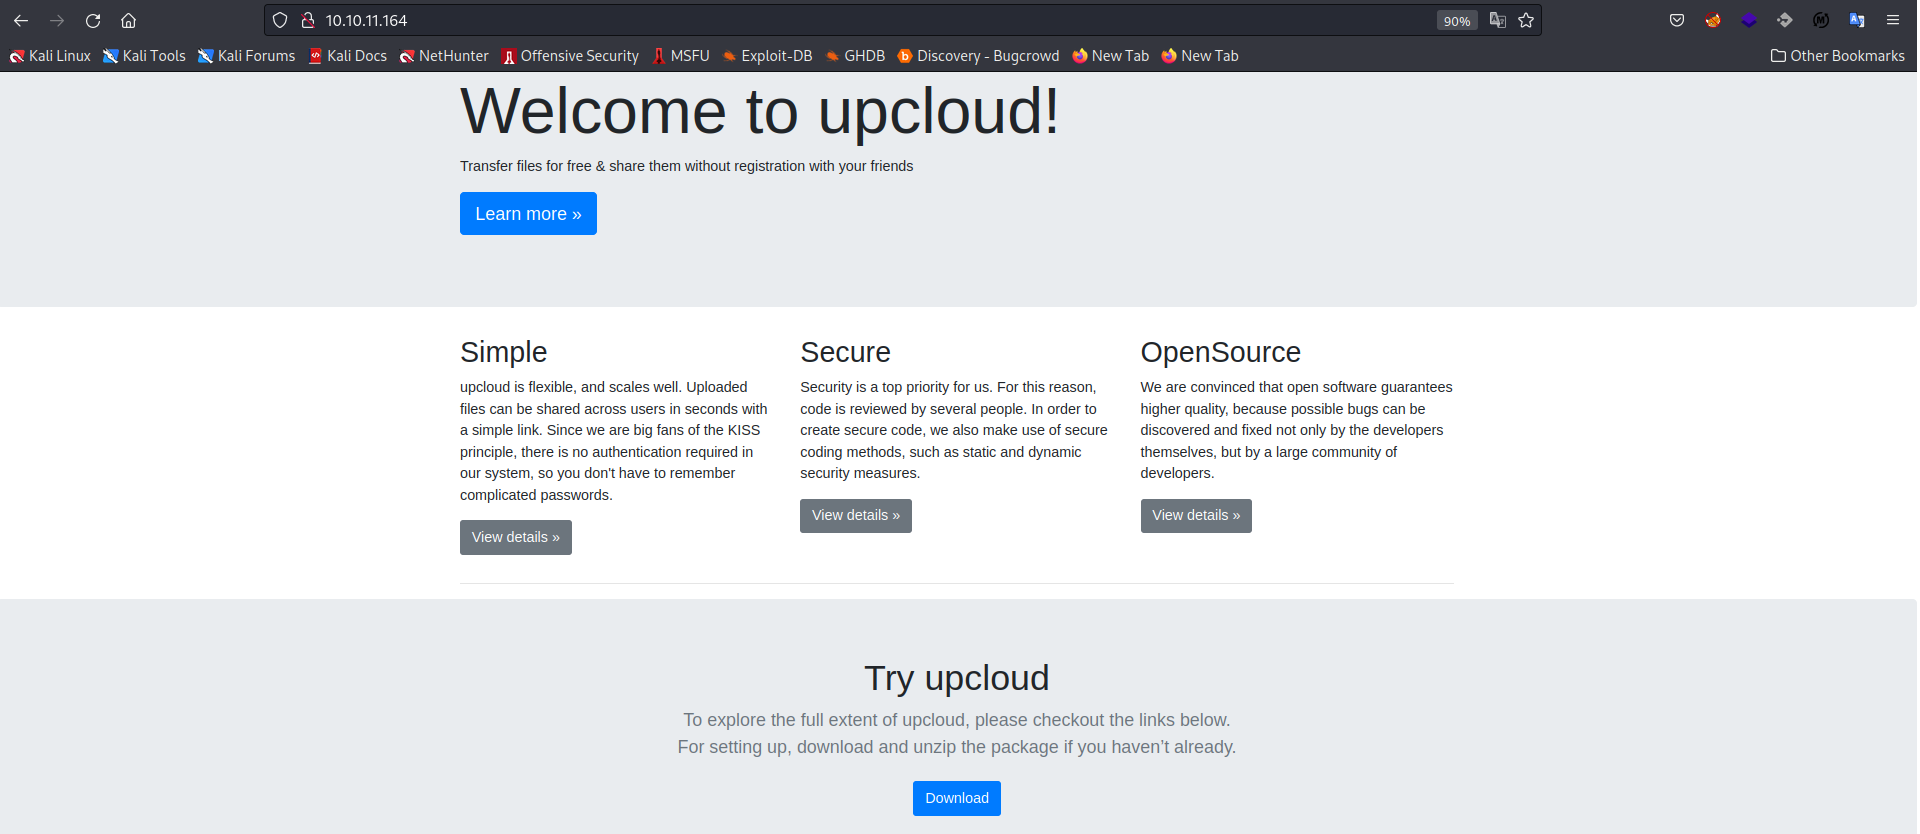 10.10.11.164
90%
Kali Linux Kali Tools Kali Forums Kali Docs NetHunter Offensive Security MSFU Exploit-DB GHDB Discovery - Bugcrowd New Tab New Tab Other Bookmarks
Welcome to upcloud!
Transfer files for free & share them without registration with your friends
Learn more »
Simple
upcloud is flexible, and scales well. Uploaded
files can be shared across users in seconds with
a simple link. Since we are big fans of the KISS
principle, there is no authentication required in
our system, so you don't have to remember
complicated passwords.
View details »
Secure
Security is a top priority for us. For this reason,
code is reviewed by several people. In order to
create secure code, we also make use of secure
coding methods, such as static and dynamic
security measures.
View details »
OpenSource
We are convinced that open software guarantees
higher quality, because possible bugs can be
discovered and fixed not only by the developers
themselves, but by a large community of
developers.
View details »
Try upcloud
To explore the full extent of upcloud, please checkout the links below.
For setting up, download and unzip the package if you haven’t already.
Download